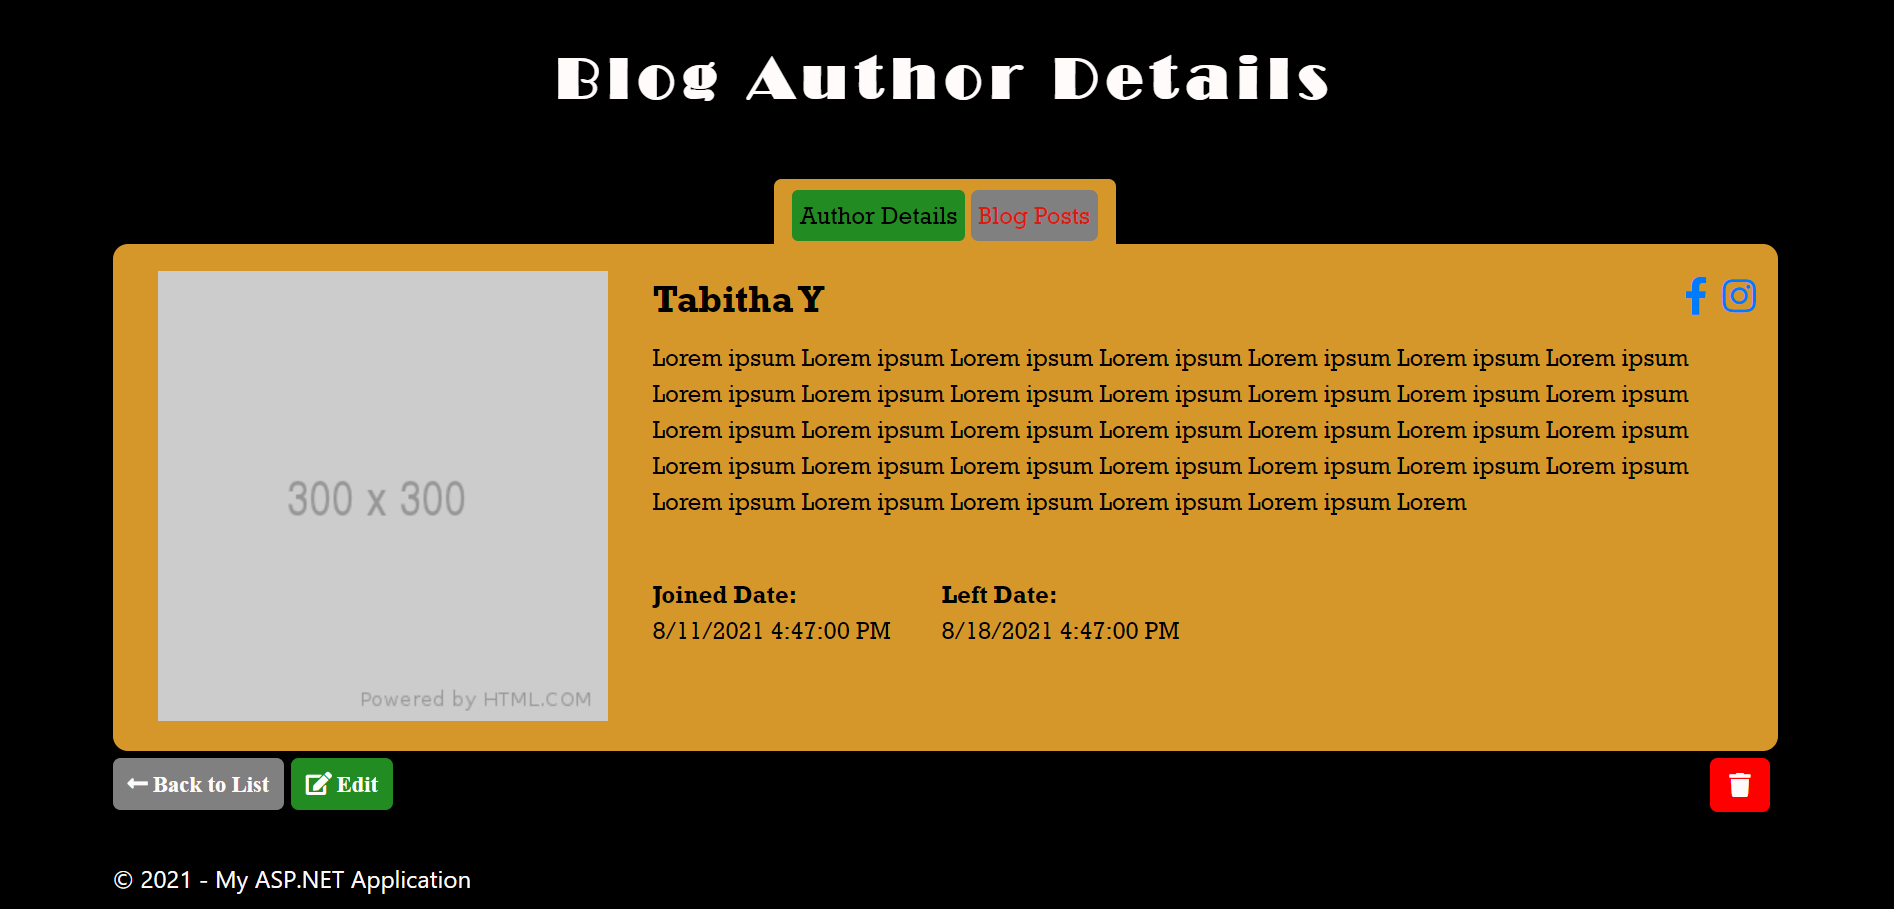 Blog Author Details
Author Details Blog Posts
Tabitha Y
Lorem ipsum Lorem ipsum Lorem ipsum Lorem ipsum Lorem ipsum Lorem ipsum Lorem ipsum
Lorem ipsum Lorem ipsum Lorem ipsum Lorem ipsum Lorem ipsum Lorem ipsum Lorem ipsum
Lorem ipsum Lorem ipsum Lorem ipsum Lorem ipsum Lorem ipsum Lorem ipsum Lorem ipsum
Lorem ipsum Lorem ipsum Lorem ipsum Lorem ipsum Lorem ipsum Lorem ipsum Lorem ipsum
Lorem ipsum Lorem ipsum Lorem ipsum Lorem ipsum Lorem ipsum Lorem
300 x 300
Joined Date: Left Date:
8/11/2021 4:47:00 PM 8/18/2021 4:47:00 PM
Powered by HTML.COM
Back to List Edit
© 2021 - My ASP.NET Application